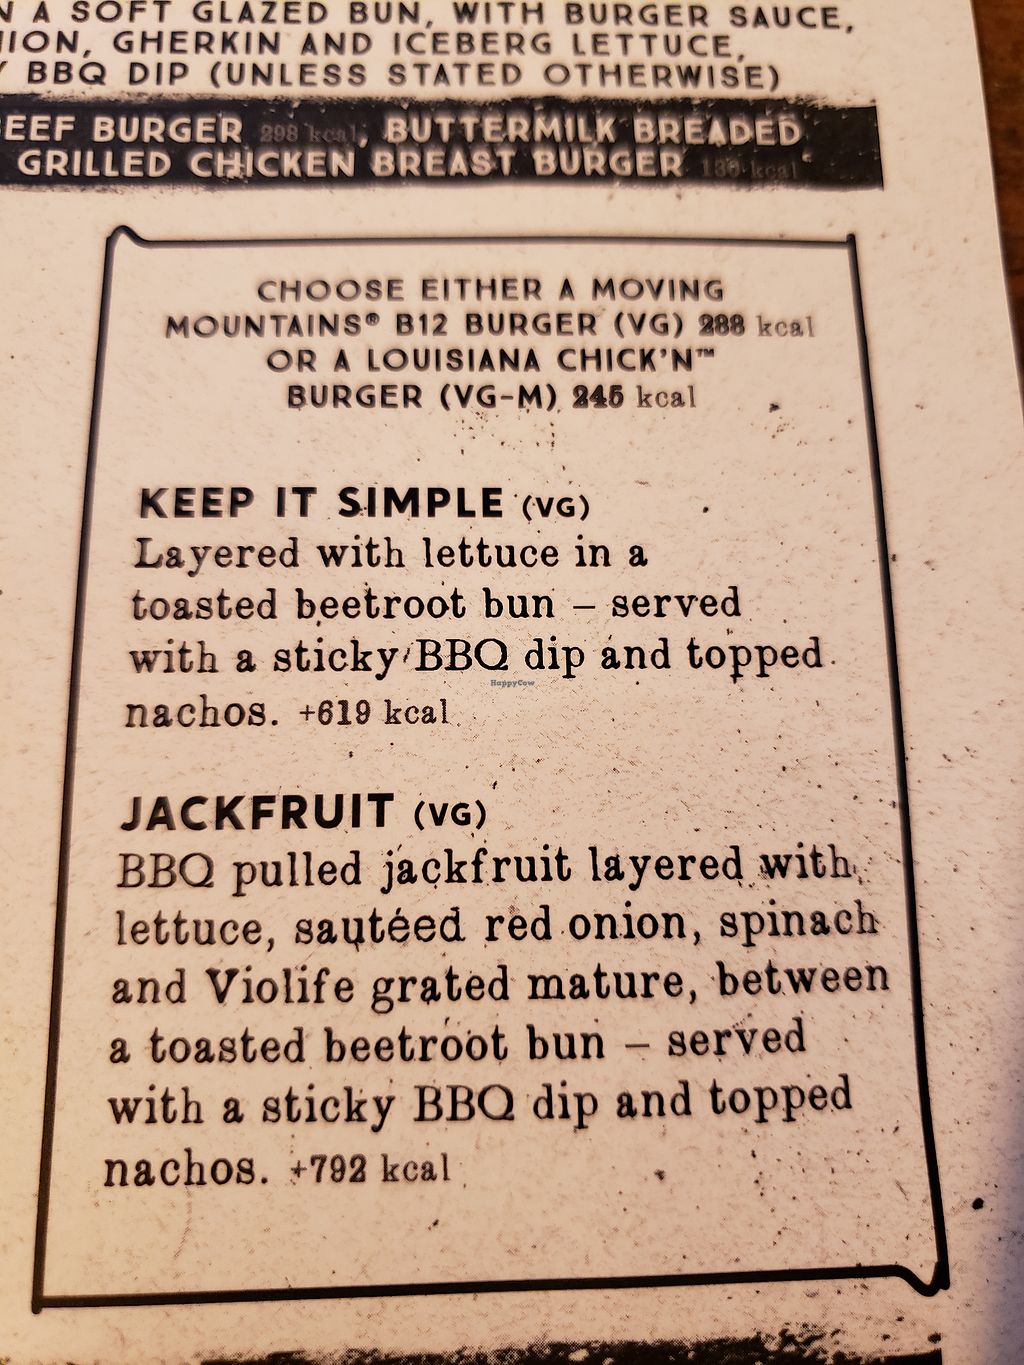 A SOFT GLAZED BUN, WITH BURGER SAUCE,
GHERKIN AND ICEBERG LETTUCE,
BBQ DIP (UNLESS STATED OTHERWISE)
BURGER 298 kcal, BUTTERMILK BREADED
GRILLED CHICKEN BREAST BURGER kcal
CHOOSE EITHER A MOVING
MOUNTAINS® B12 BURGER (VG) 288 kcal
OR A LOUISIANA CHICK'N™
BURGER (VG-M) 245 kcal
KEEP IT SIMPLE (VG)
Layered with lettuce in a
toasted beetroot bun – served
with a sticky BBQ dip and topped
HappyCow
nachos. +619 kcal
JACKFRUIT (VG)
BBQ pulled jackfruit layered with
lettuce, sautéed red onion, spinach
and Violife grated mature, between
a toasted beetroot bun – served
with a sticky BBQ dip and topped
nachos. +792 kcal